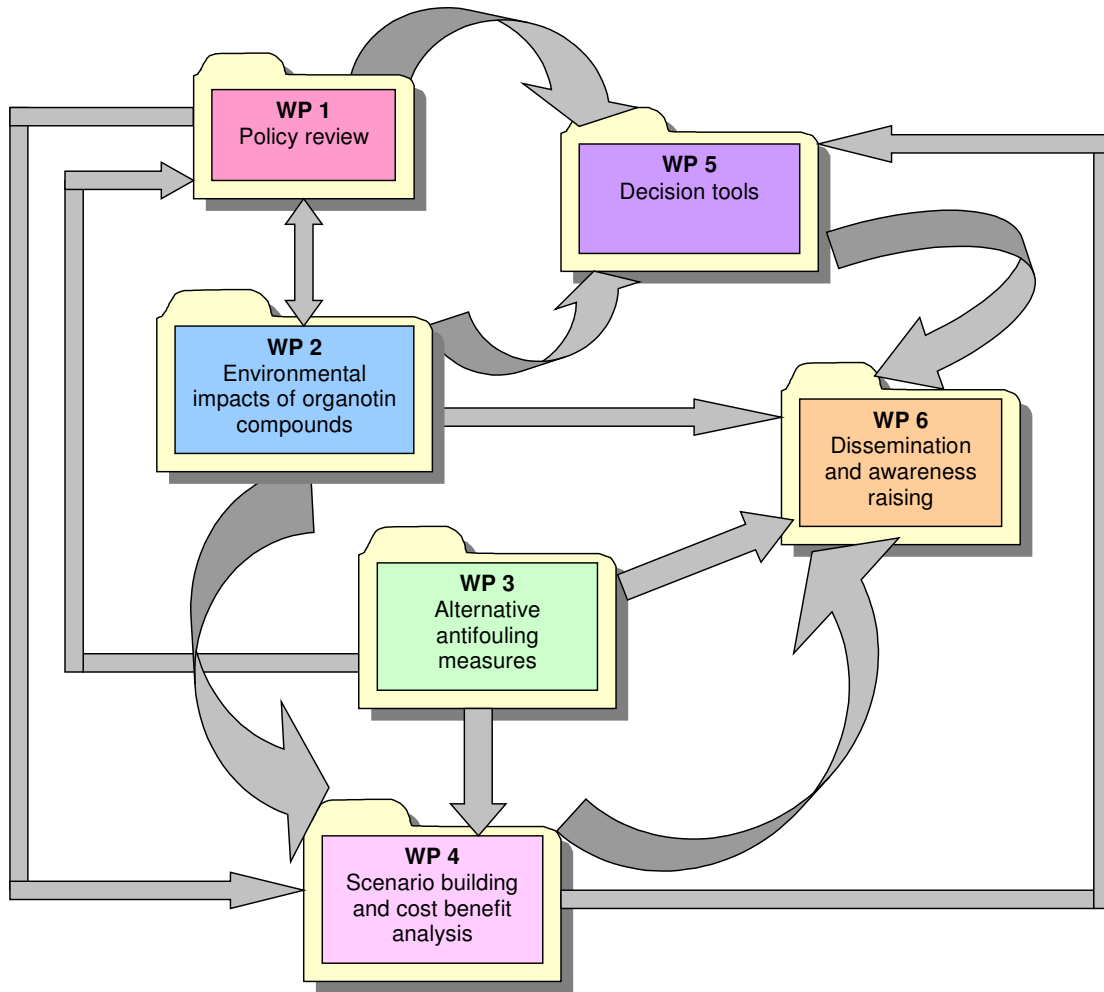 WP 1
Policy review
WP 5
Decision tools
WP 2
Environmental
impacts of organotin
compounds
WP 6
Dissemination
and awareness
raising
WP 3
Alternative
antifouling
measures
WP 4
Scenario building
and cost benefit
analysis